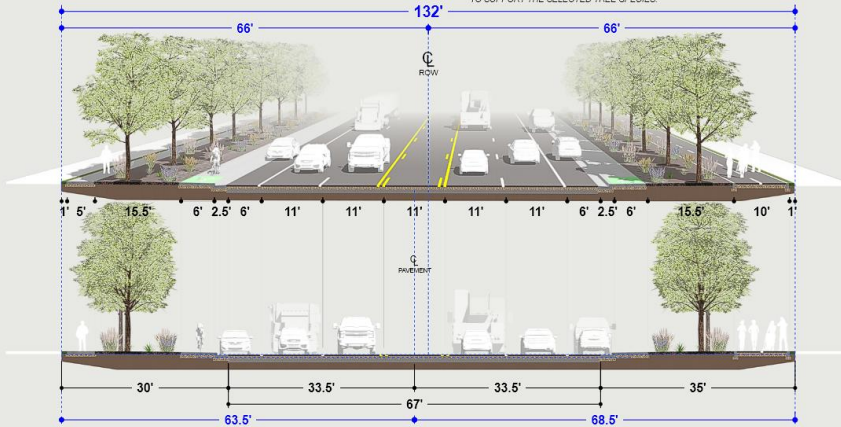 TO SUPPORT THE SELECTED TREE SPECIES.
132'
66' 66'
CL
ROW
1' 5' 15.5' 6' 2.5' 6' 11' 11' 11' 11' 11' 6' 2.5' 6' 15.5' 10' 1'
CL
PAVEMENT
30' 33.5' 33.5' 35'
67'
63.5' 68.5'